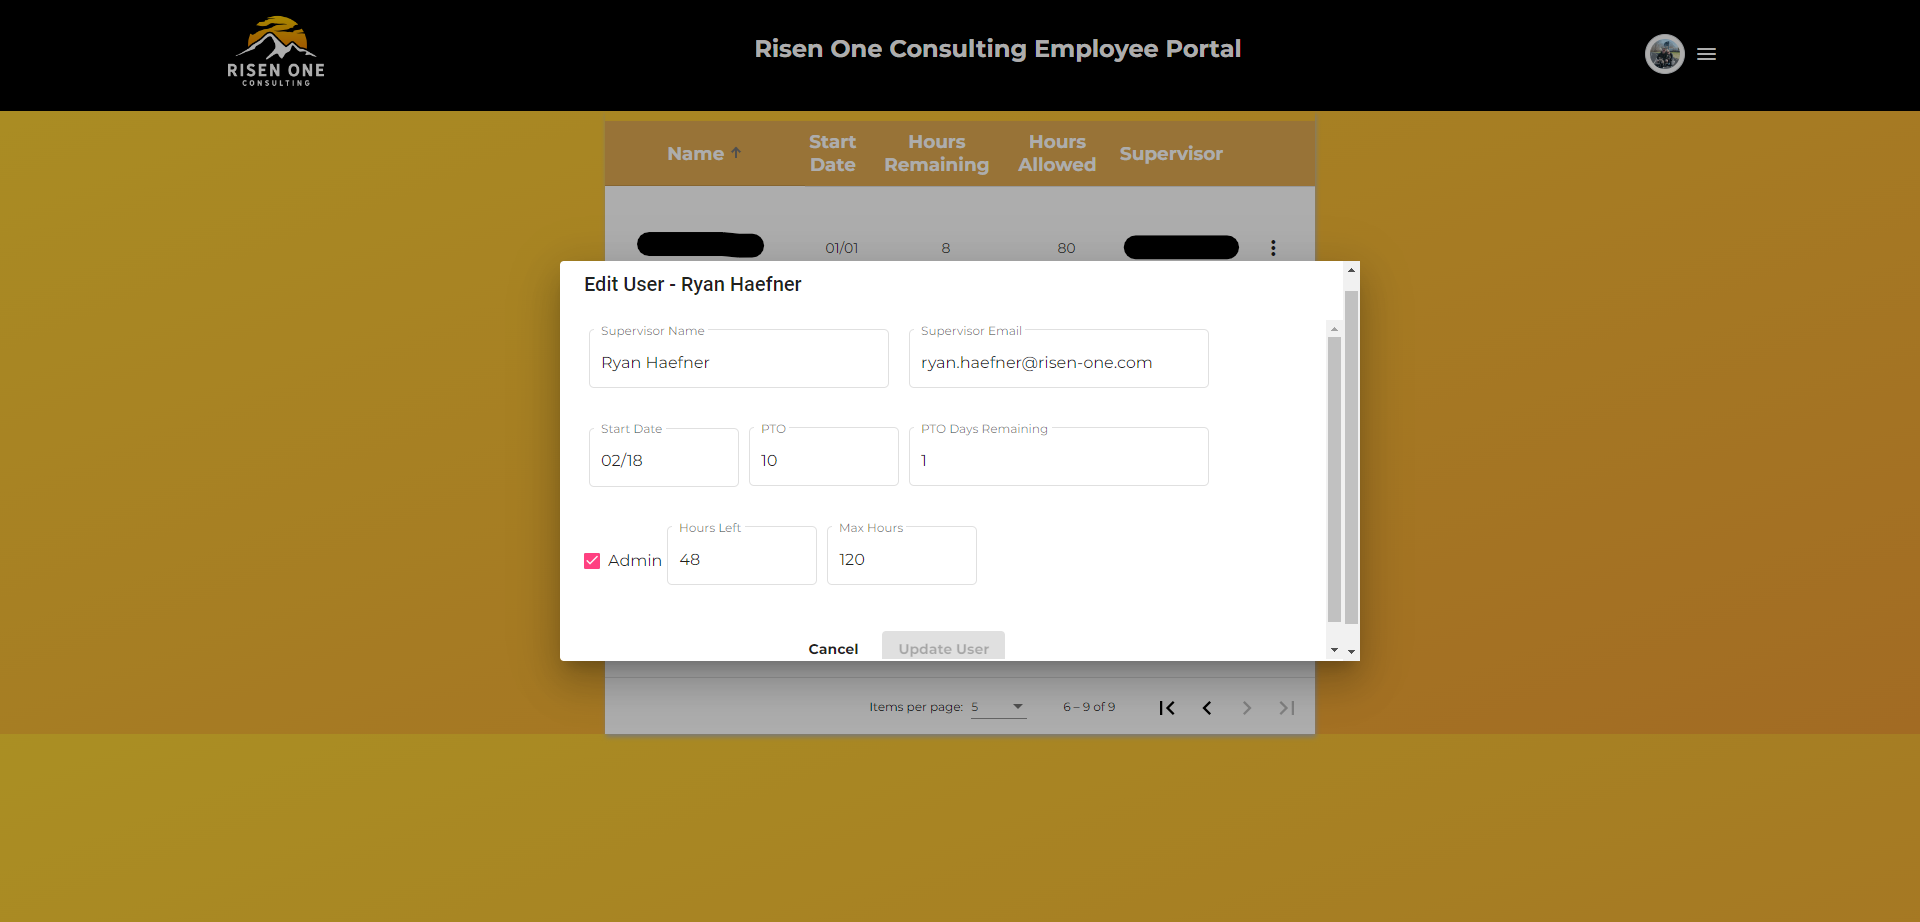 RISEN ONE
CONSULTING
Risen One Consulting Employee Portal
Name Start Date Hours Remaining Hours Allowed Supervisor
01/01 8 80
Edit User - Ryan Haefner
Supervisor Name Supervisor Email
Ryan Haefner ryan.haefner@risen-one.com
Start Date PTO PTO Days Remaining
02/18 10 1
Hours Left Max Hours
Admin 48 120
Cancel Update User
Items per page: 5 6 – 9 of 9